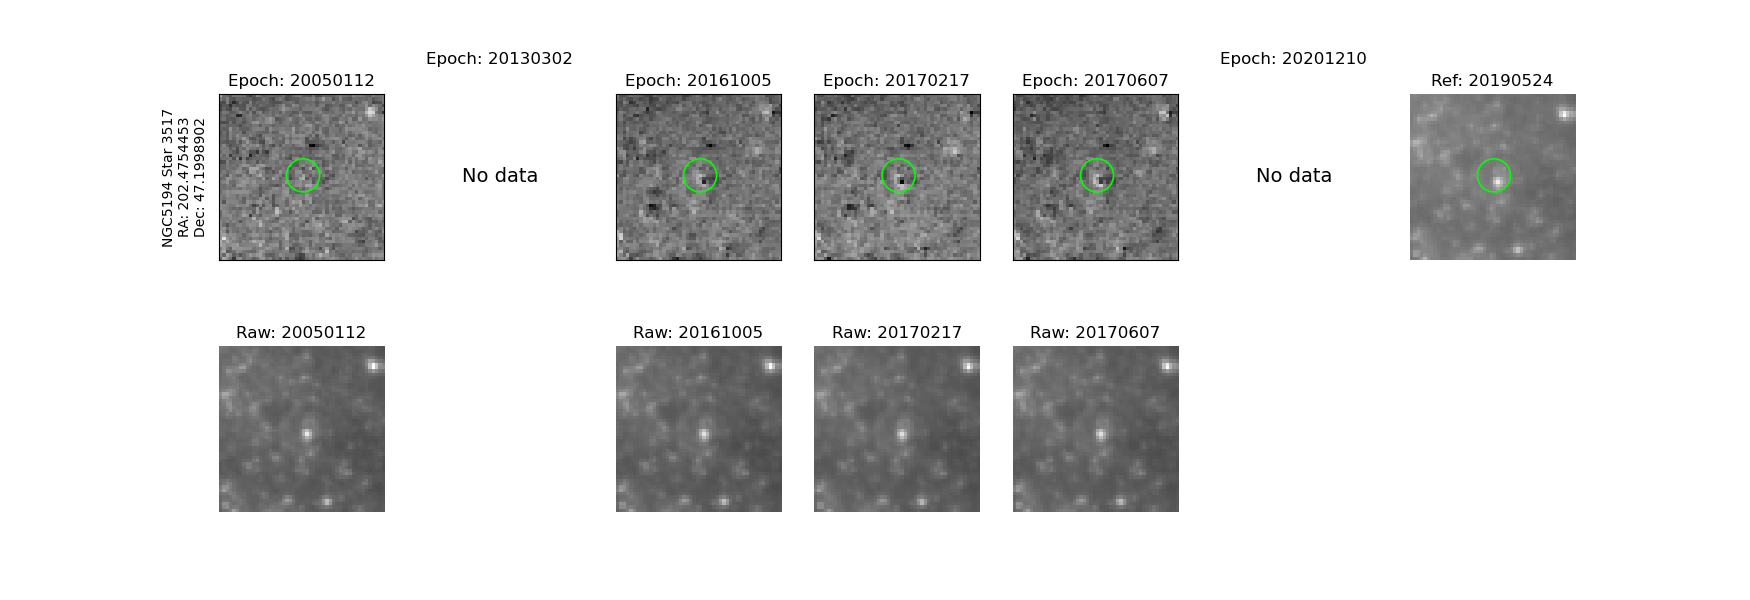 Epoch: 20130302
Epoch: 20201210
Epoch: 20050112
Epoch: 20161005
Epoch: 20170217
Epoch: 20170607
Ref: 20190524
NGC5194 Star 3517
RA: 202.4754453
Dec: 47.1998902
No data
No data
Raw: 20050112
Raw: 20161005
Raw: 20170217
Raw: 20170607